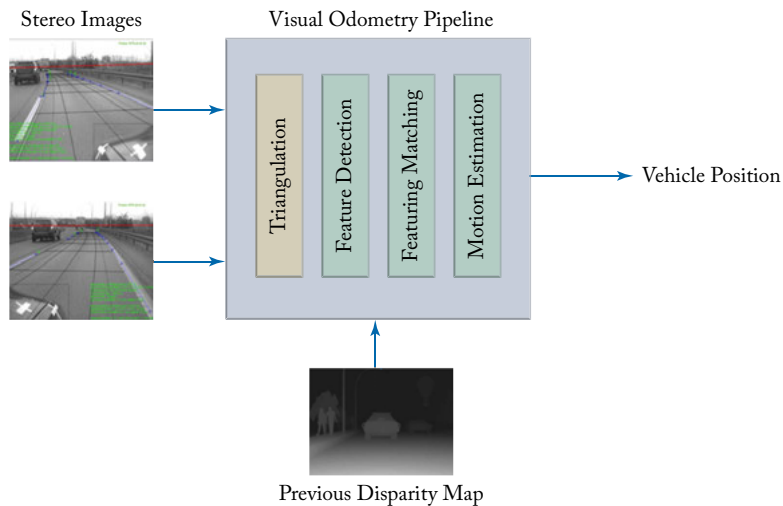 Stereo Images
Visual Odometry Pipeline
Triangulation
Feature Detection
Featuring Matching
Motion Estimation
Vehicle Position
Previous Disparity Map